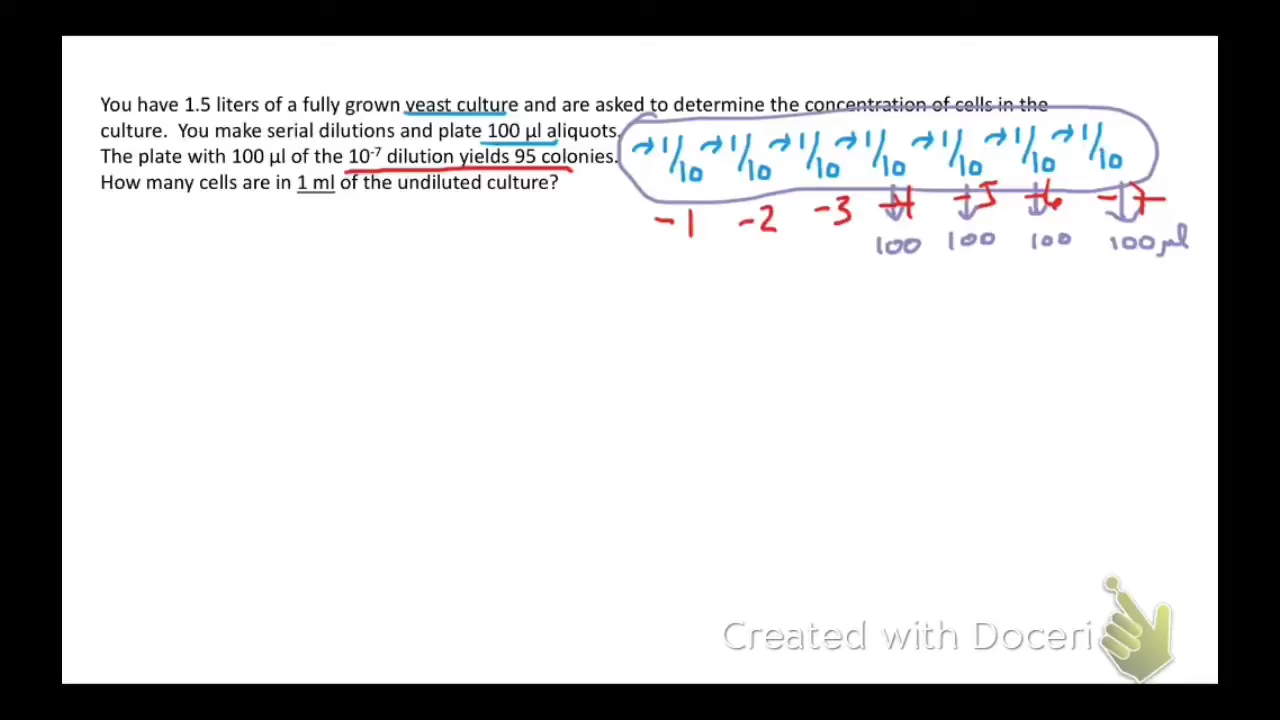 You have 1.5 liters of a fully grown yeast culture and are asked to determine the concentration of cells in the
culture. You make serial dilutions and plate 100 µl aliquots.
The plate with 100 µl of the 10⁻⁷ dilution yields 95 colonies.
How many cells are in 1 ml of the undiluted culture?
→ 1/10 → 1/10 → 1/10 → 1/10 → 1/10 → 1/10 → 1/10
-1 -2 -3 -4 -5 -6 -7
100 100 100 100 µl
Created with Doceri